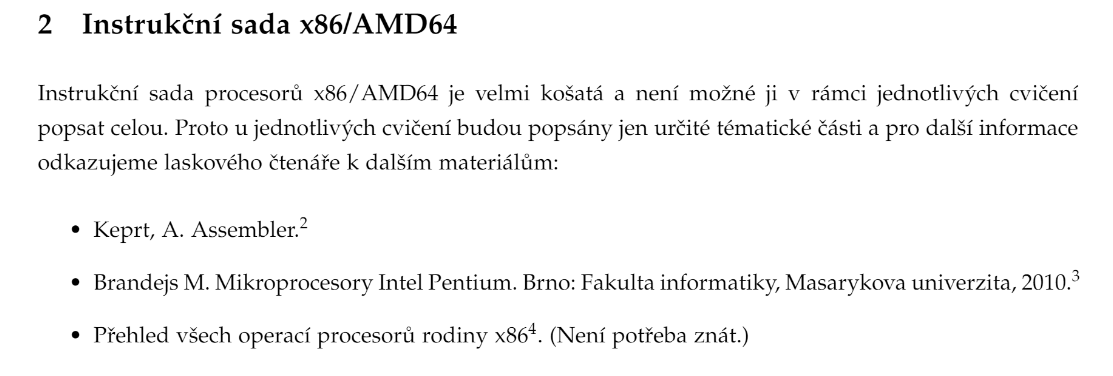 2 Instrukční sada x86/AMD64
Instrukční sada procesorů x86/AMD64 je velmi košatá a není možné ji v rámci jednotlivých cvičení
popsat celou. Proto u jednotlivých cvičení budou popsány jen určité tématické části a pro další informace
odkazujeme laskového čtenáře k dalším materiálům:
• Keprt, A. Assembler.²
• Brandejs M. Mikroprocesory Intel Pentium. Brno: Fakulta informatiky, Masarykova univerzita, 2010.³
• Přehled všech operací procesorů rodiny x86⁴. (Není potřeba znát.)